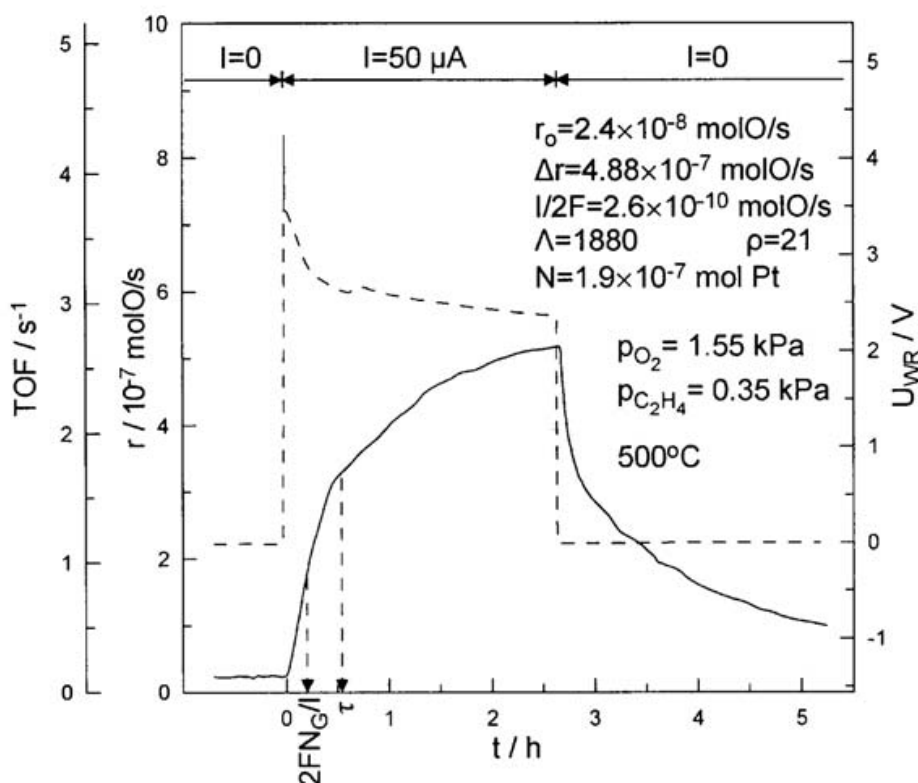 I=0
I=50 μA
I=0
r₀=2.4×10⁻⁸ molO/s
Δr=4.88×10⁻⁷ molO/s
I/2F=2.6×10⁻¹⁰ molO/s
Λ=1880 ρ=21
N=1.9×10⁻⁷ mol Pt
p_O₂= 1.55 kPa
p_C₂H₄= 0.35 kPa
500ºC
TOF / s⁻¹
5
4
3
2
1
0
r / 10⁻⁷ molO/s
10
8
6
4
2
0
U_WR / V
5
4
3
2
1
0
-1
0 1 2 3 4 5
2FN_G/I
τ
t / h